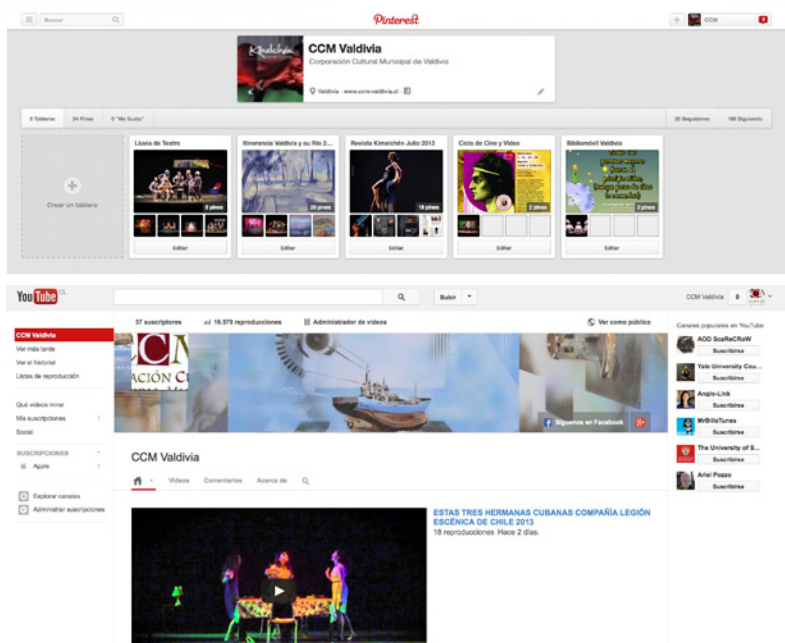 Buscar
Pinterest
CCM
CCM Valdivia
Corporación Cultural Municipal de Valdivia
Valdivia · www.ccm-valdivia.cl ·
5 Tableros
84 Pines
0 "Me Gusta"
Seguidores
Siguiendo
Crear un tablero
Lluvia de Teatro
Itinerancia Valdivia y su Río 2...
Revista Kimelchén Julio 2013
Ciclo de Cine y Video
Bibliomóvil Valdivia
pines
29 pines
16 pines
2 pines
2 pines
Editar
Editar
Editar
Editar
Editar
YouTube CL
Subir
CCM Valdivia 0
37 suscriptores
16.575 reproducciones
Administrador de videos
Ver como público
CCM Valdivia
Ver más tarde
Ver el historial
Listas de reproducción
Qué videos mirar
Mis suscripciones 1
Social
SUSCRIPCIONES
Apple 1
Explorar canales
Administrar suscripciones
Síguenos en Facebook
CCM Valdivia
Videos
Comentarios
Acerca de
ESTAS TRES HERMANAS CUBANAS COMPAÑÍA LEGIÓN
ESCÉNICA DE CHILE 2013
18 reproducciones Hace 2 días.
Canales populares en YouTube
AOD ScaReCRoW
Suscribirse
Yale University Cou...
Suscribirse
Anglo-Link
Suscribirse
MrBillsTunes
Suscribirse
The University of S...
Suscribirse
Ariel Pozzo
Suscribirse